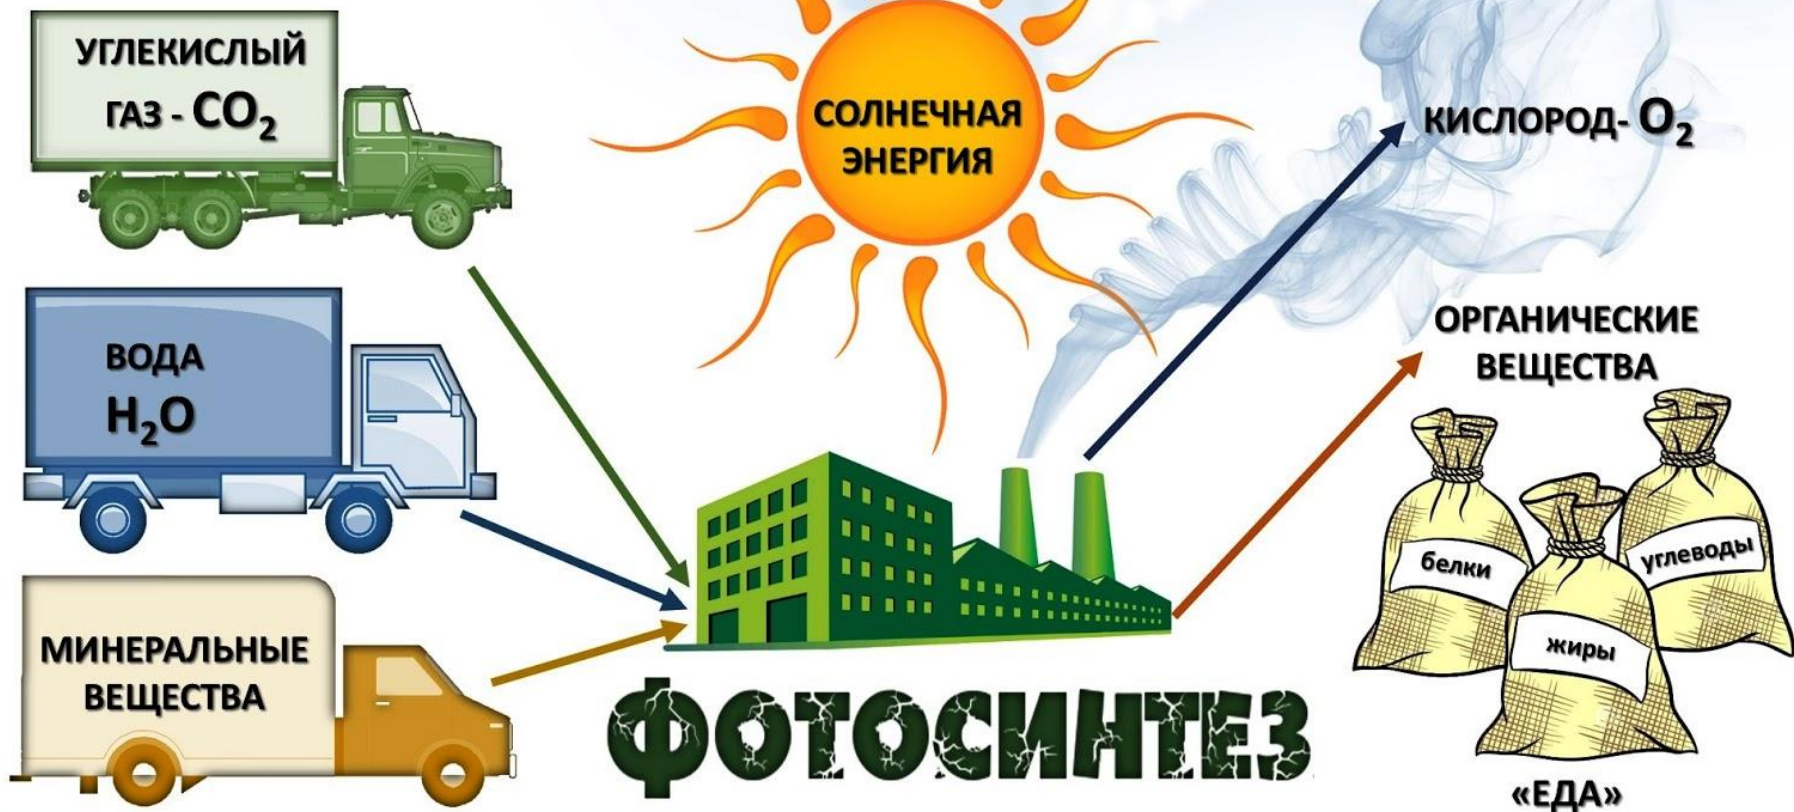 УГЛЕКИСЛЫЙ
ГАЗ - CO₂
СОЛНЕЧНАЯ
ЭНЕРГИЯ
КИСЛОРОД- O₂
ВОДА
H₂O
ОРГАНИЧЕСКИЕ
ВЕЩЕСТВА
белки
жиры
углеводы
МИНЕРАЛЬНЫЕ
ВЕЩЕСТВА
ФОТОСИНТЕЗ
«ЕДА»